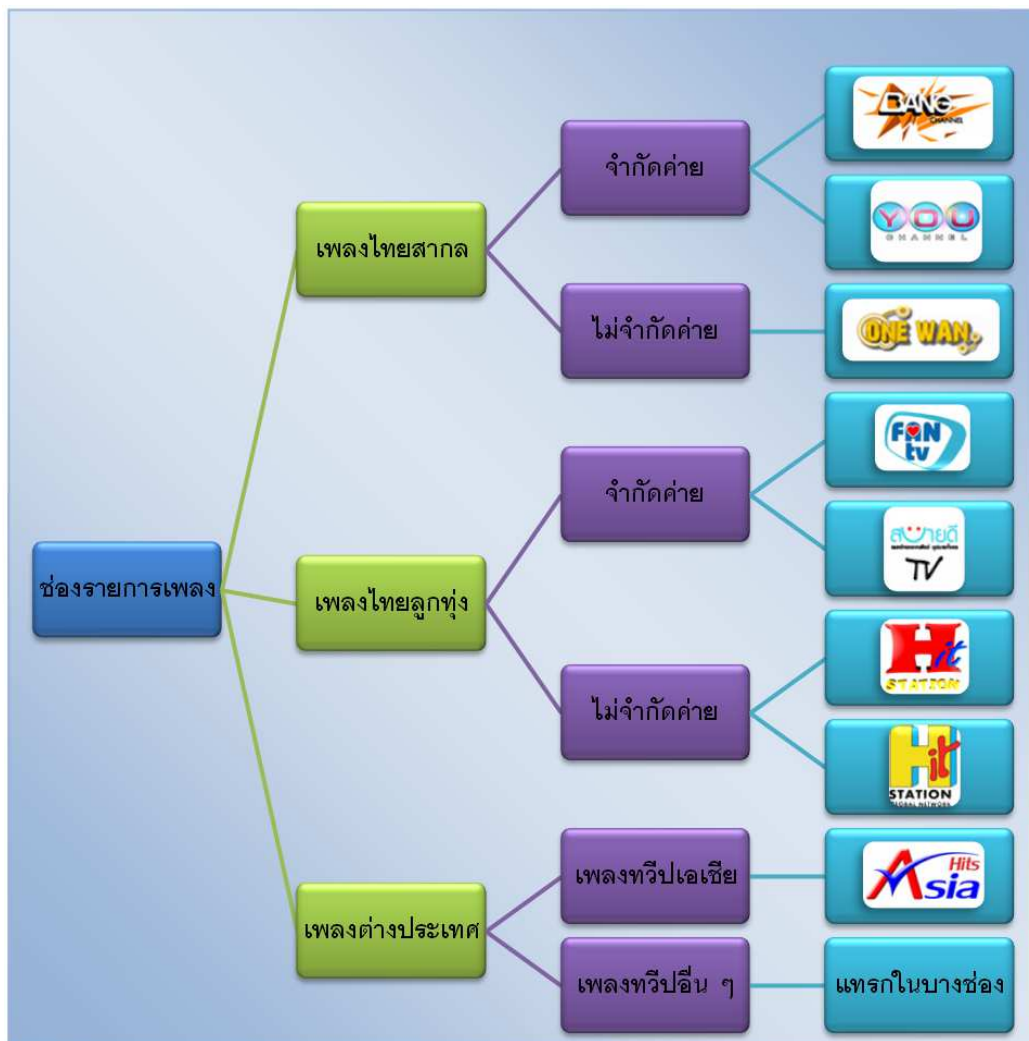 ช่องรายการเพลง
เพลงไทยสากล
จำกัดค่าย
BANG
CHANNEL
YOU
CHANNEL
ไม่จำกัดค่าย
ONE WAN
เพลงไทยลูกทุ่ง
จำกัดค่าย
FAN
tv
สบายดี
TV
ไม่จำกัดค่าย
Hit
STATION
Hit
STATION
GLOBAL NETWORK
เพลงต่างประเทศ
เพลงทวีปเอเชีย
Hits
Asia
เพลงทวีปอื่น ๆ
แทรกในบางช่อง